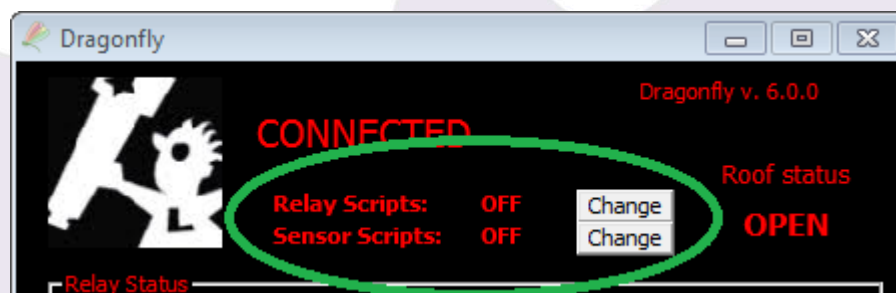 Dragonfly
Dragonfly v. 6.0.0
CONNECTED
Roof status
OPEN
Relay Scripts: OFF Change
Sensor Scripts: OFF Change
Relay Status
L